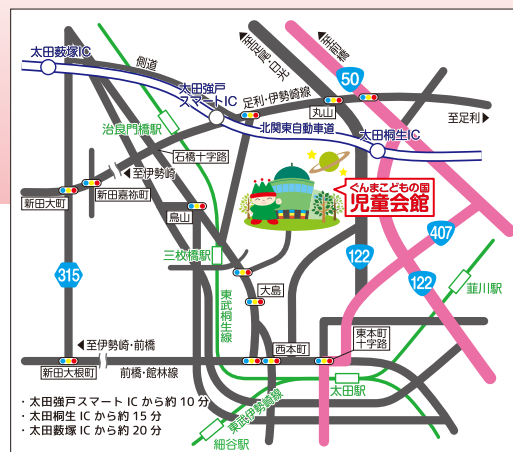 至足尾・日光
至前橋
太田藪塚IC
側道
太田強戸
スマートIC
足利・伊勢崎線
50
丸山
至足利
治良門橋駅
北関東自動車道
太田桐生IC
石橋十字路
至伊勢崎
新田大町
新田嘉祢町
ぐんまこどもの国
児童会館
鳥山
407
三枚橋駅
122
315
大島
122
韮川駅
東武桐生線
至伊勢崎・前橋
西本町
東本町
十字路
新田大根町
前橋・館林線
太田駅
東武伊勢崎線
細谷駅
・太田強戸スマートICから約10分
・太田桐生ICから約15分
・太田藪塚ICから約20分